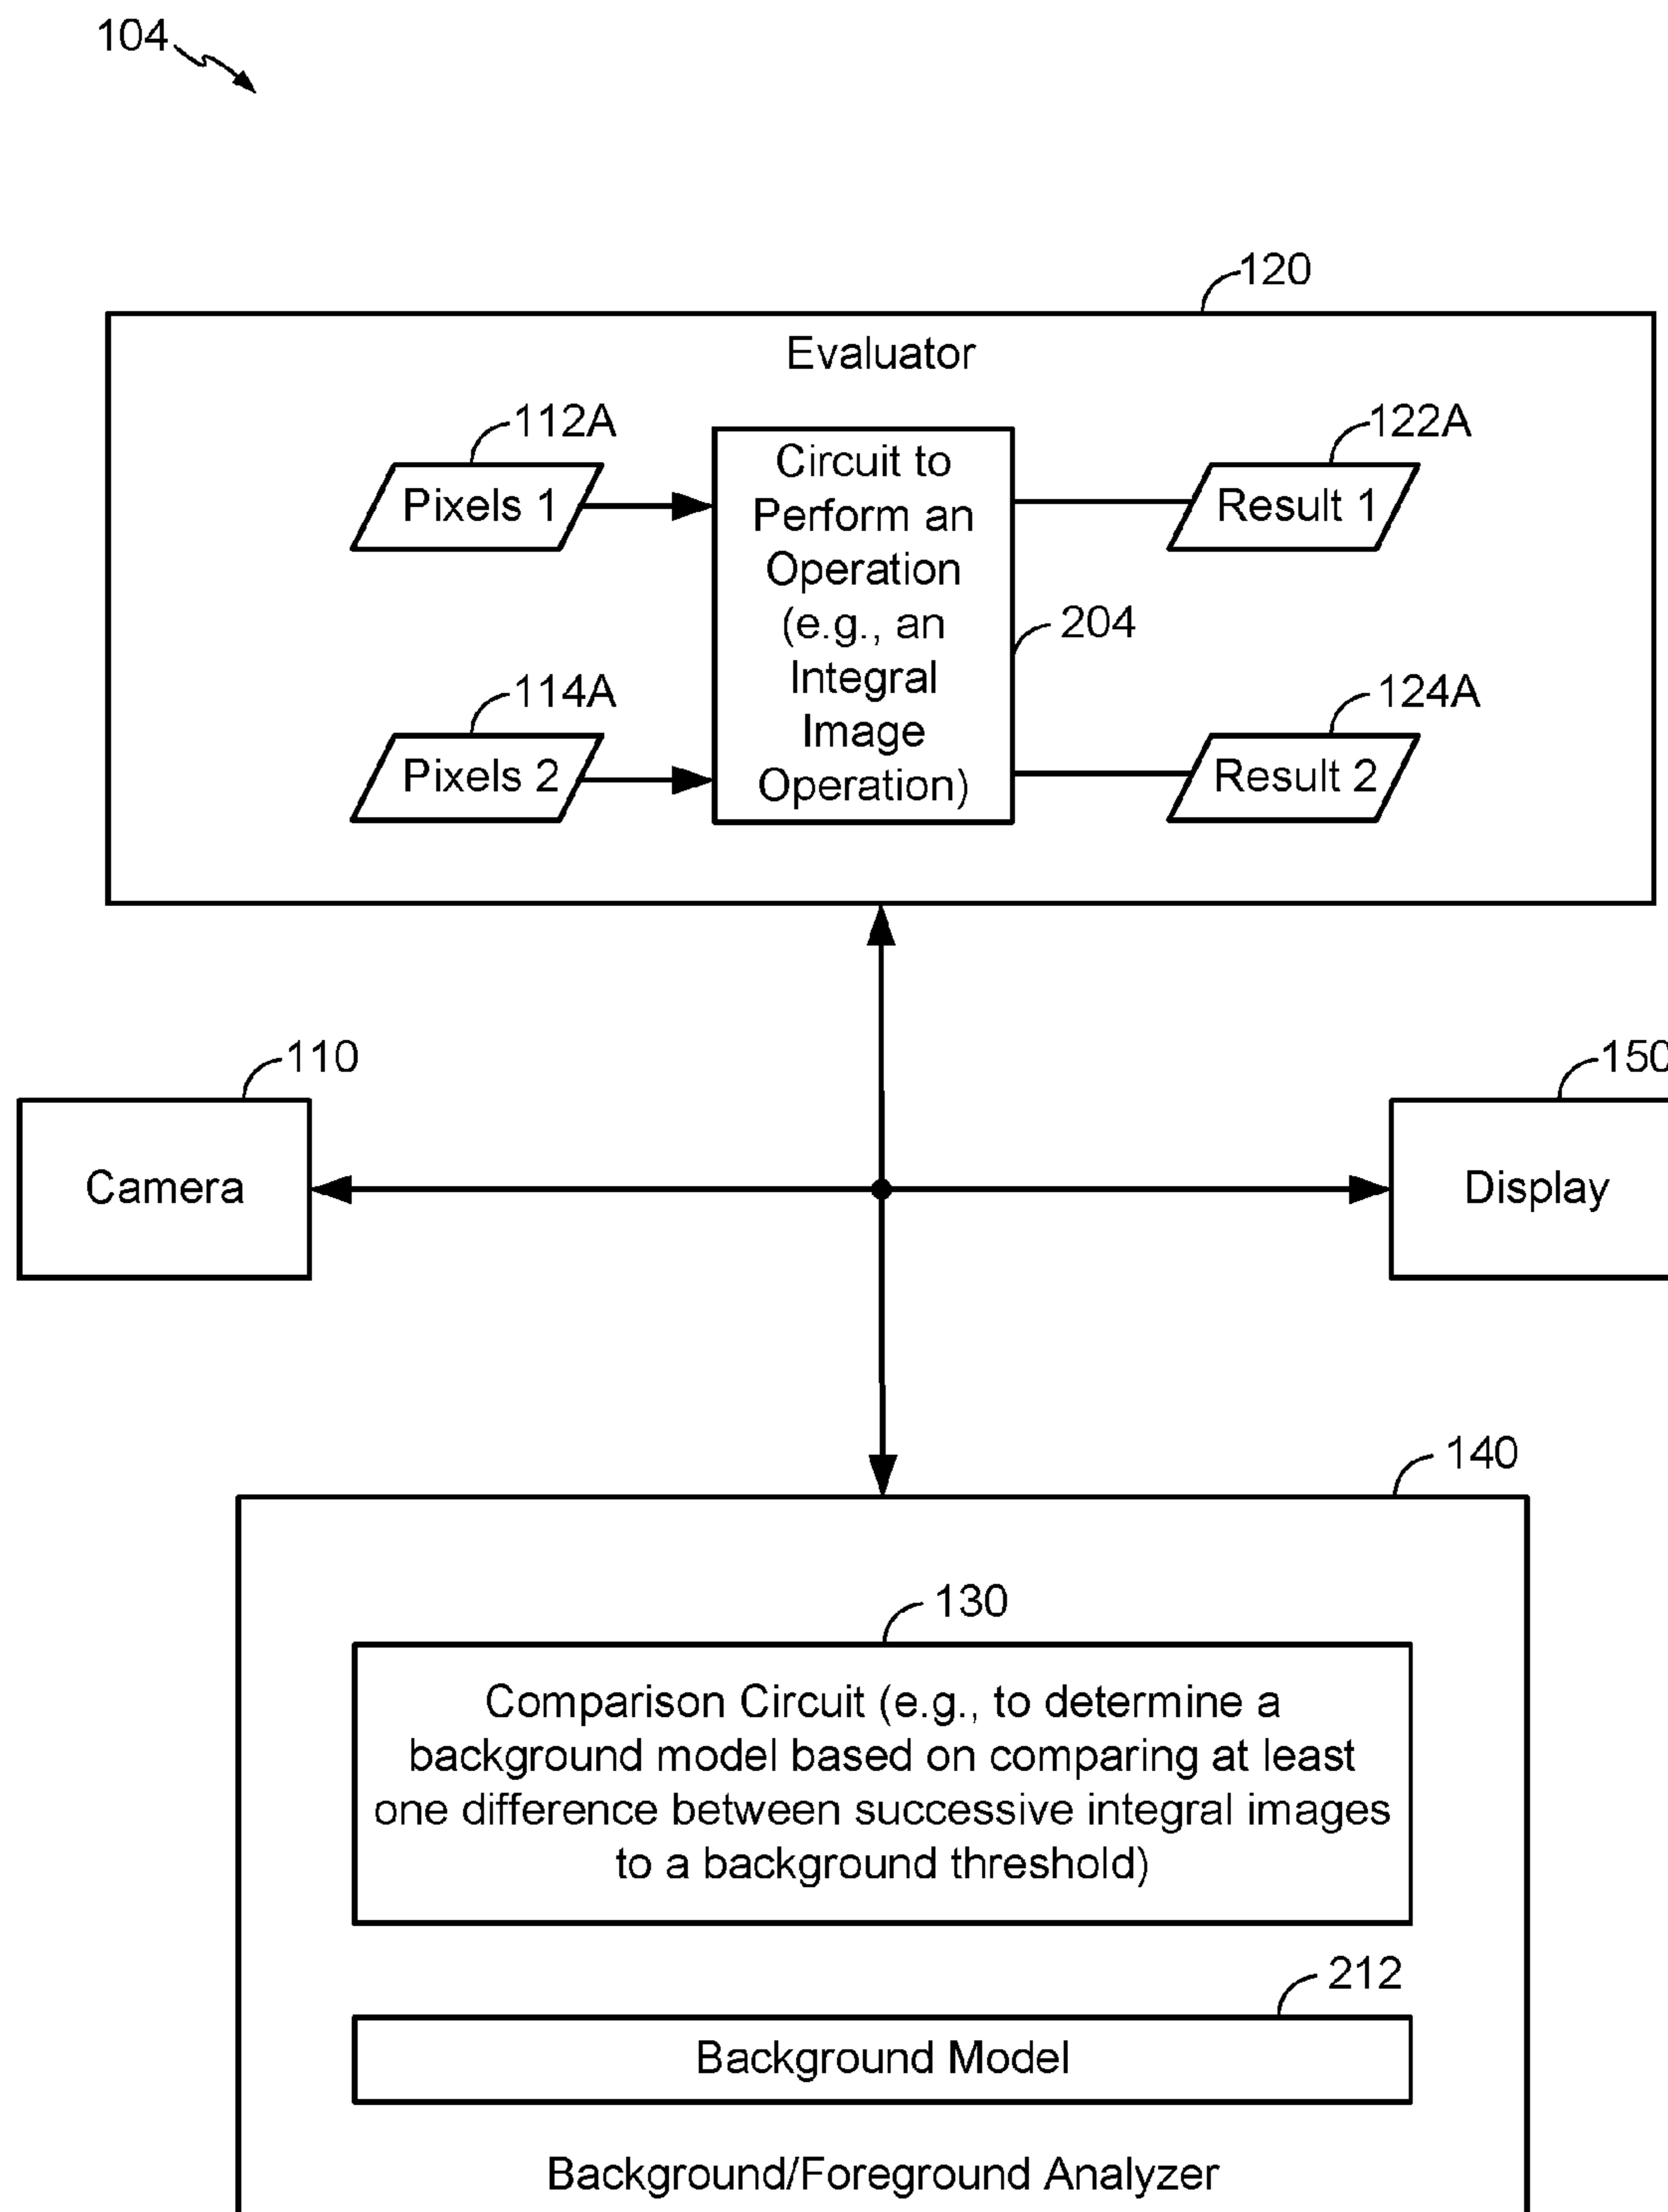 104
120
Evaluator
112A
122A
Pixels 1
Circuit to
Perform an
Operation
(e.g., an
Integral
Image
Operation)
Result 1
204
114A
124A
Pixels 2
Result 2
110
150
Camera
Display
140
130
Comparison Circuit (e.g., to determine a
background model based on comparing at least
one difference between successive integral images
to a background threshold)
212
Background Model
Background/Foreground Analyzer